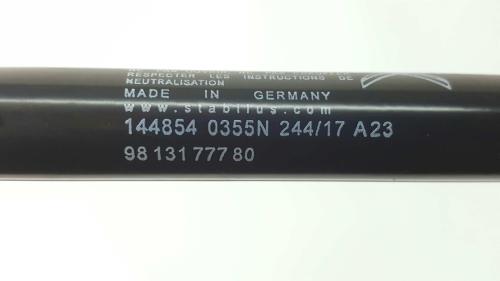 RESPECTER LES INSTRUCTIONS DE
NEUTRALISATION
MADE IN GERMANY
www.stabilus.com
144854 0355N 244/17 A23
98 131 777 80